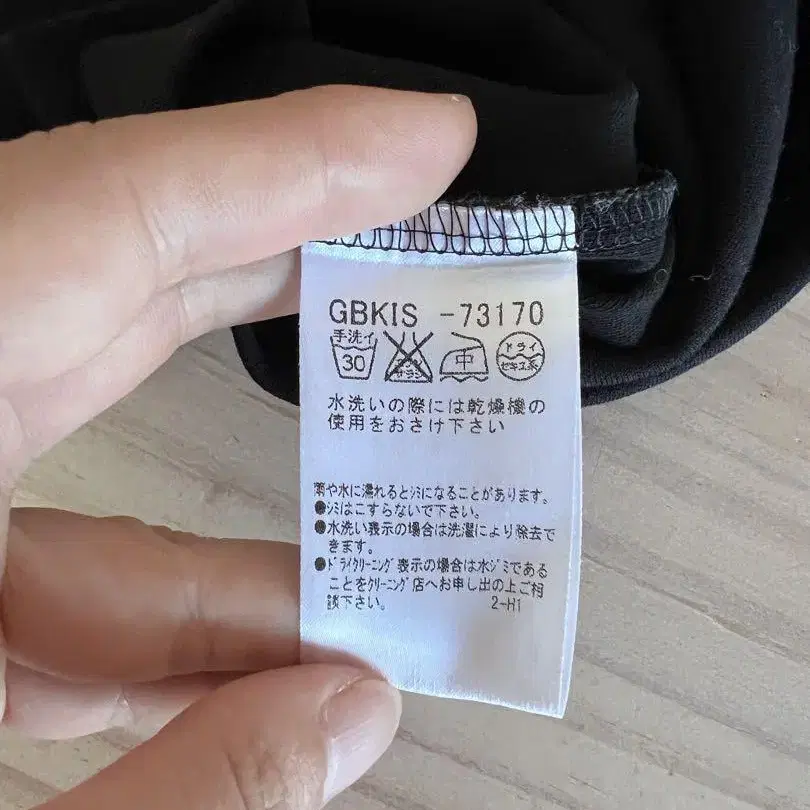 GBKIS -73170
手洗イ 30 中 ドライ セキユ系
水洗いの際には乾燥機の
使用をおさけ下さい
雨や水に濡れるとシミになることがあります。
●シミはこすらないで下さい。
●水洗い表示の場合は洗濯により除去で
きます。
●ドライクリーニング表示の場合は水ジミである
ことをクリーニング店へお申し出の上ご相
談下さい。 2-H1